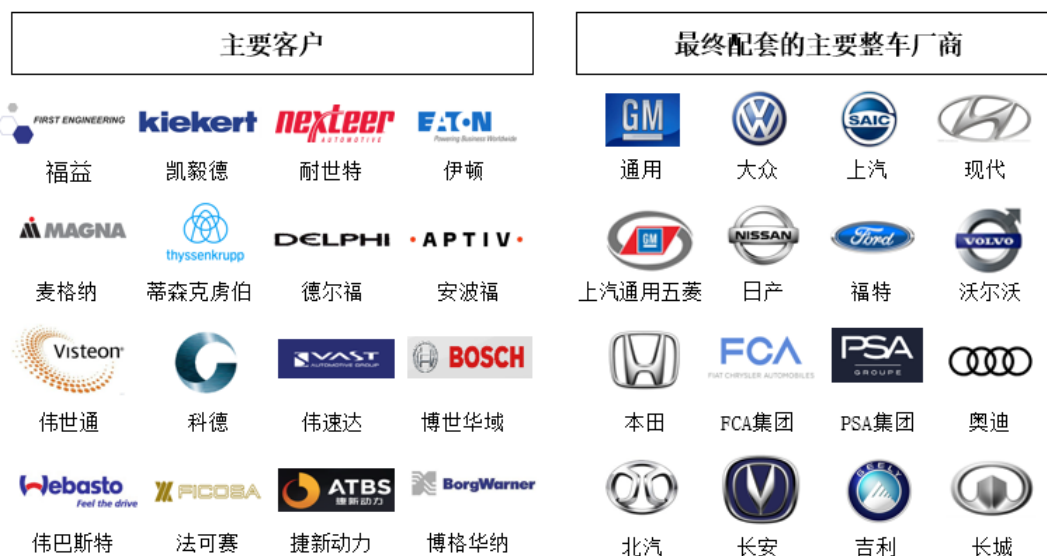 主要客户
FIRST ENGINEERING
kiekert
nexteer
AUTOMOTIVE
EATON
Powering Business Worldwide
福益
凯毅德
耐世特
伊顿
MAGNA
thyssenkrupp
DELPHI
APTIV
麦格纳
蒂森克虏伯
德尔福
安波福
Visteon
VAST
AUTOMOTIVE GROUP
BOSCH
伟世通
科德
伟速达
博世华域
Webasto
Feel the drive
FICOSA
ATBS
捷新动力
BorgWarner
伟巴斯特
法可赛
捷新动力
博格华纳
最终配套的主要整车厂商
GM
SAIC
通用
大众
上汽
现代
GM
NISSAN
Ford
VOLVO
上汽通用五菱
日产
福特
沃尔沃
FCA
FIAT CHRYSLER AUTOMOBILES
PSA
GROUPE
本田
FCA集团
PSA集团
奥迪
GEELY
北汽
长安
吉利
长城